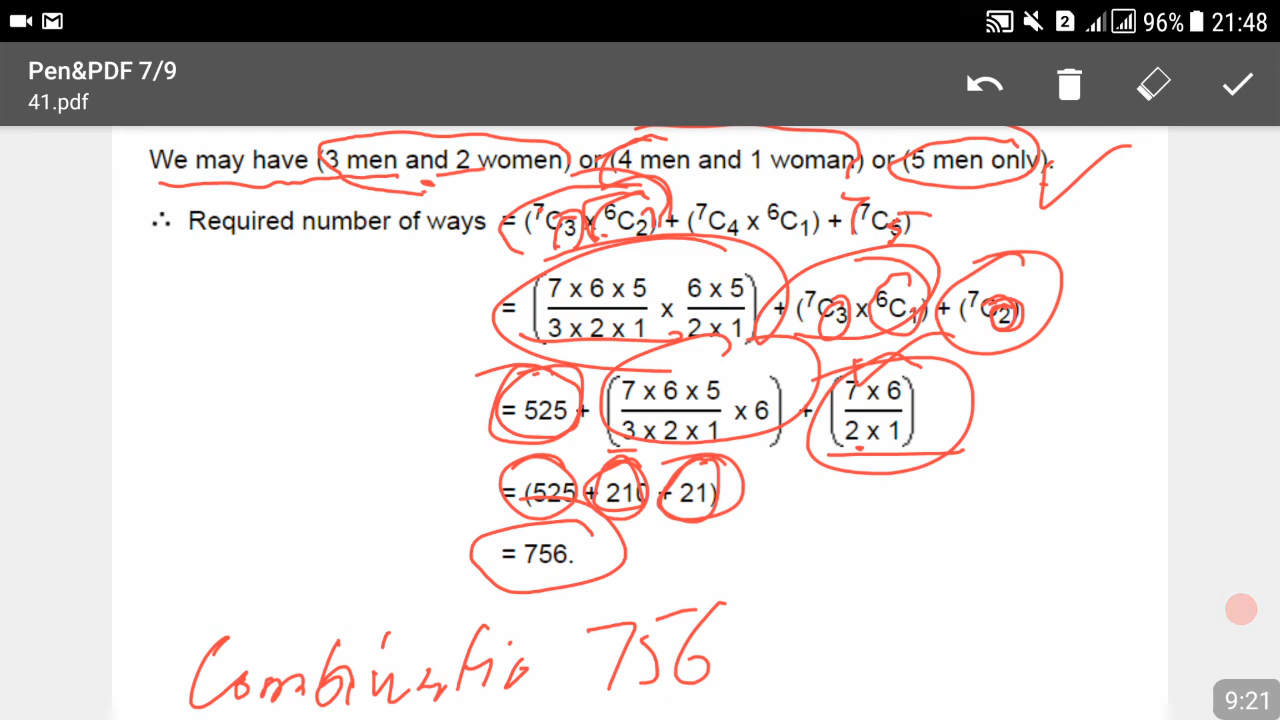 2 96% 21:48
Pen&PDF 7/9
41.pdf
We may have (3 men and 2 women) or (4 men and 1 woman) or (5 men only).
∴ Required number of ways = (⁷C₃ x ⁶C₂) + (⁷C₄ x ⁶C₁) + (⁷C₅)
= (7 x 6 x 5 / 3 x 2 x 1 x 6 x 5 / 2 x 1) + (⁷C₃ x ⁶C₁) + (⁷C₂)
= 525 + (7 x 6 x 5 / 3 x 2 x 1 x 6) + (7 x 6 / 2 x 1)
= (525 + 210 + 21)
= 756.
Combinatio 756
9:21